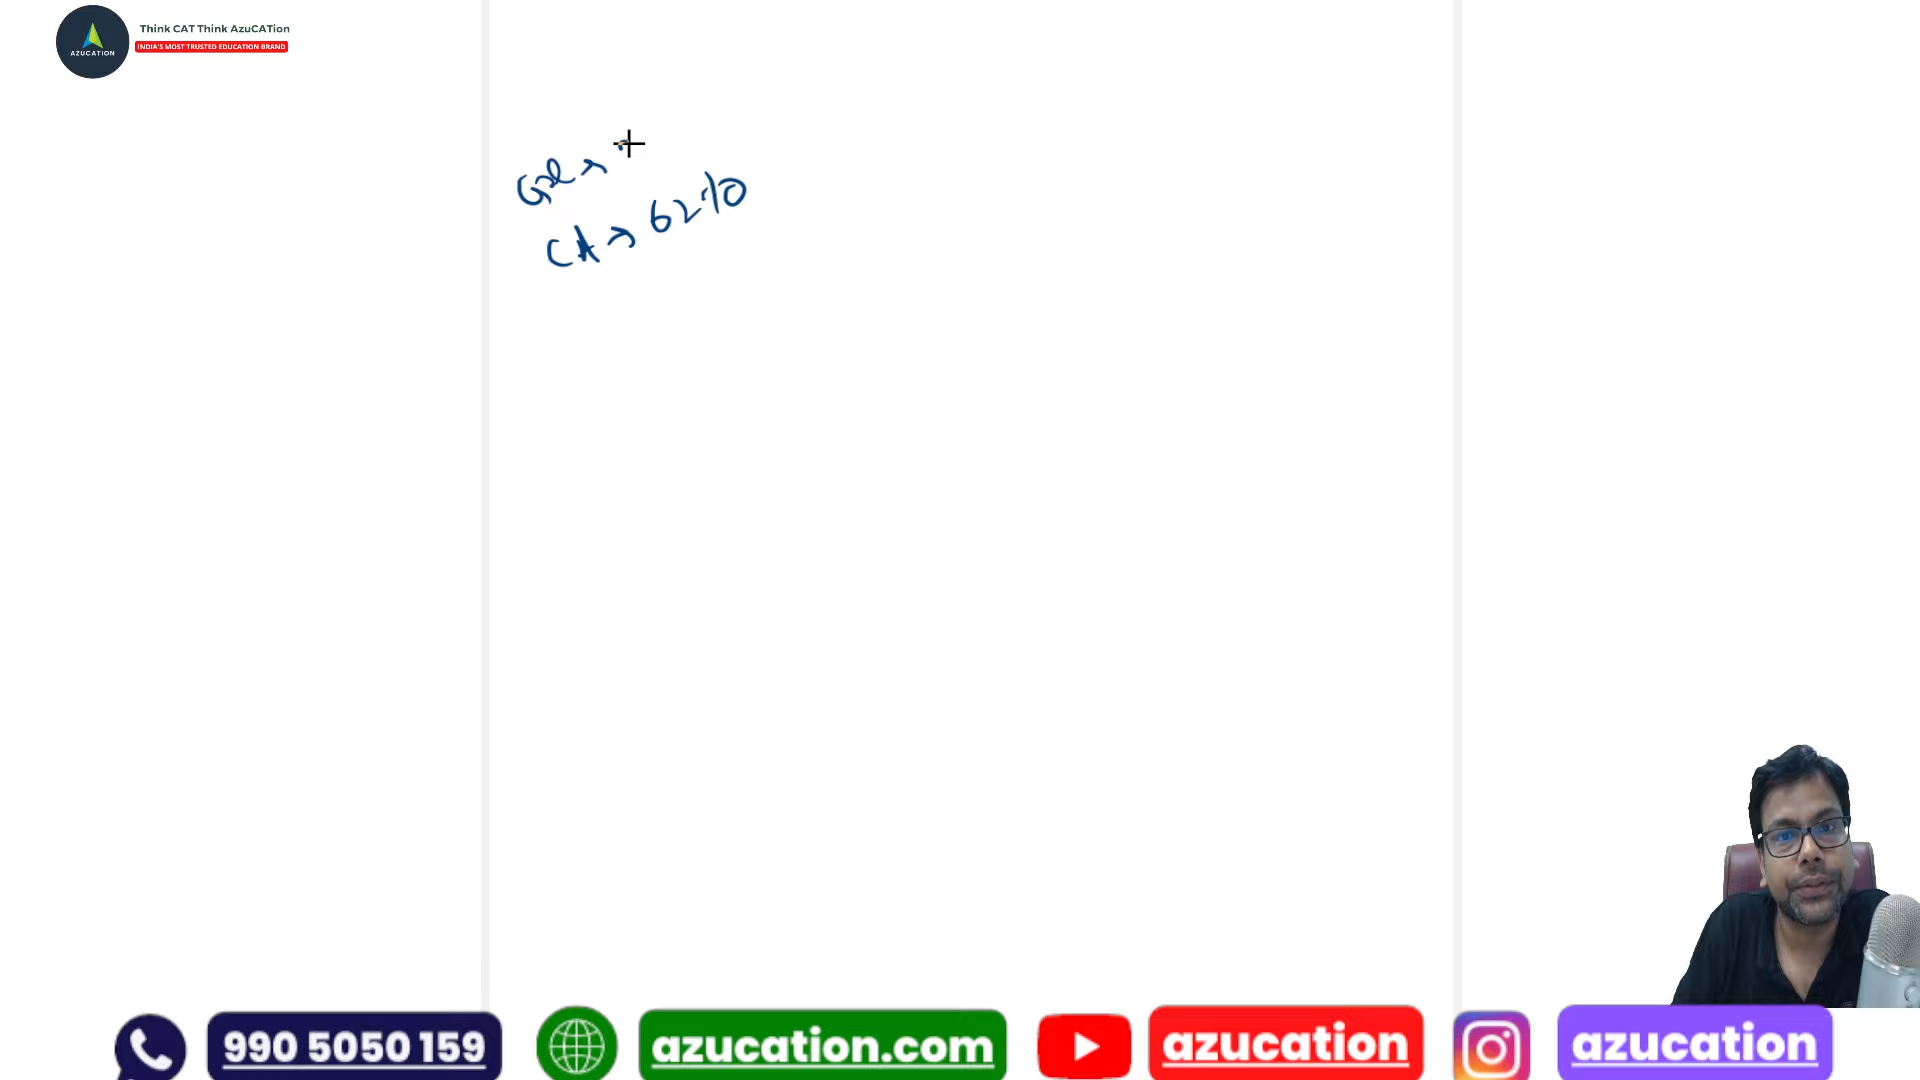 Think CAT Think AzuCATion
INDIA'S MOST TRUSTED EDUCATION BRAND
AZUCATION
CA → 62%
990 5050 159
azucation.com
azucation
azucation